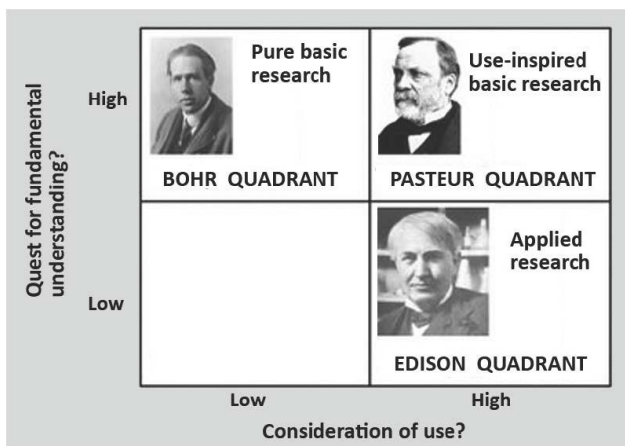 Quest for fundamental
understanding?
High
Low
Pure basic
research
BOHR QUADRANT
Use-inspired
basic research
PASTEUR QUADRANT
Applied
research
EDISON QUADRANT
Low
High
Consideration of use?